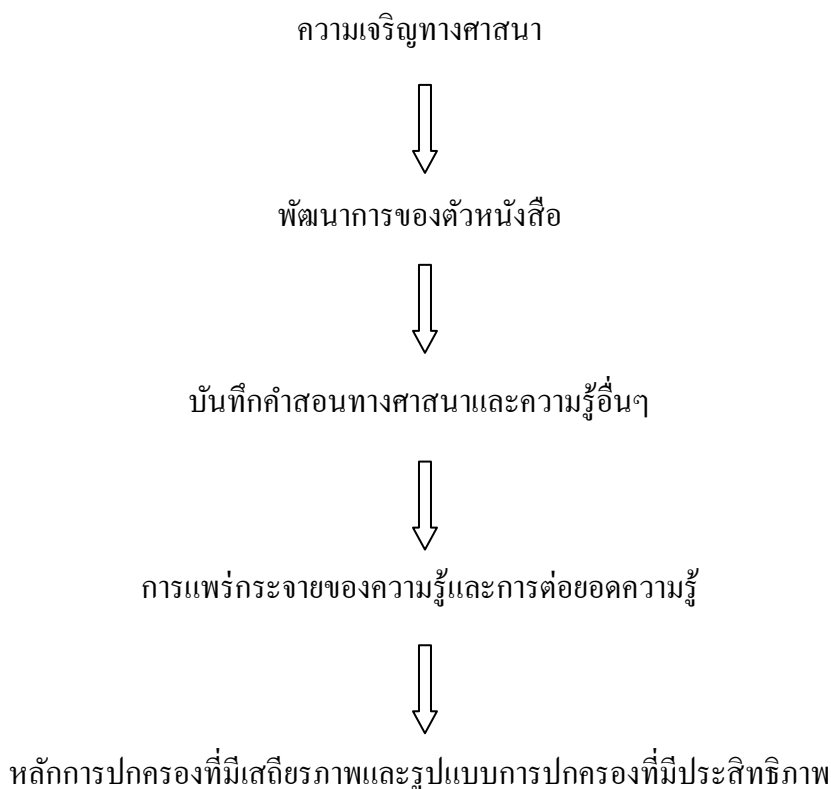 ความเจริญทางศาสนา
พัฒนาการของตัวหนังสือ
บันทึกคำสอนทางศาสนาและความรู้อื่นๆ
การแพร่กระจายของความรู้และการต่อยอดความรู้
หลักการปกครองที่มีเสถียรภาพและรูปแบบการปกครองที่มีประสิทธิภาพ